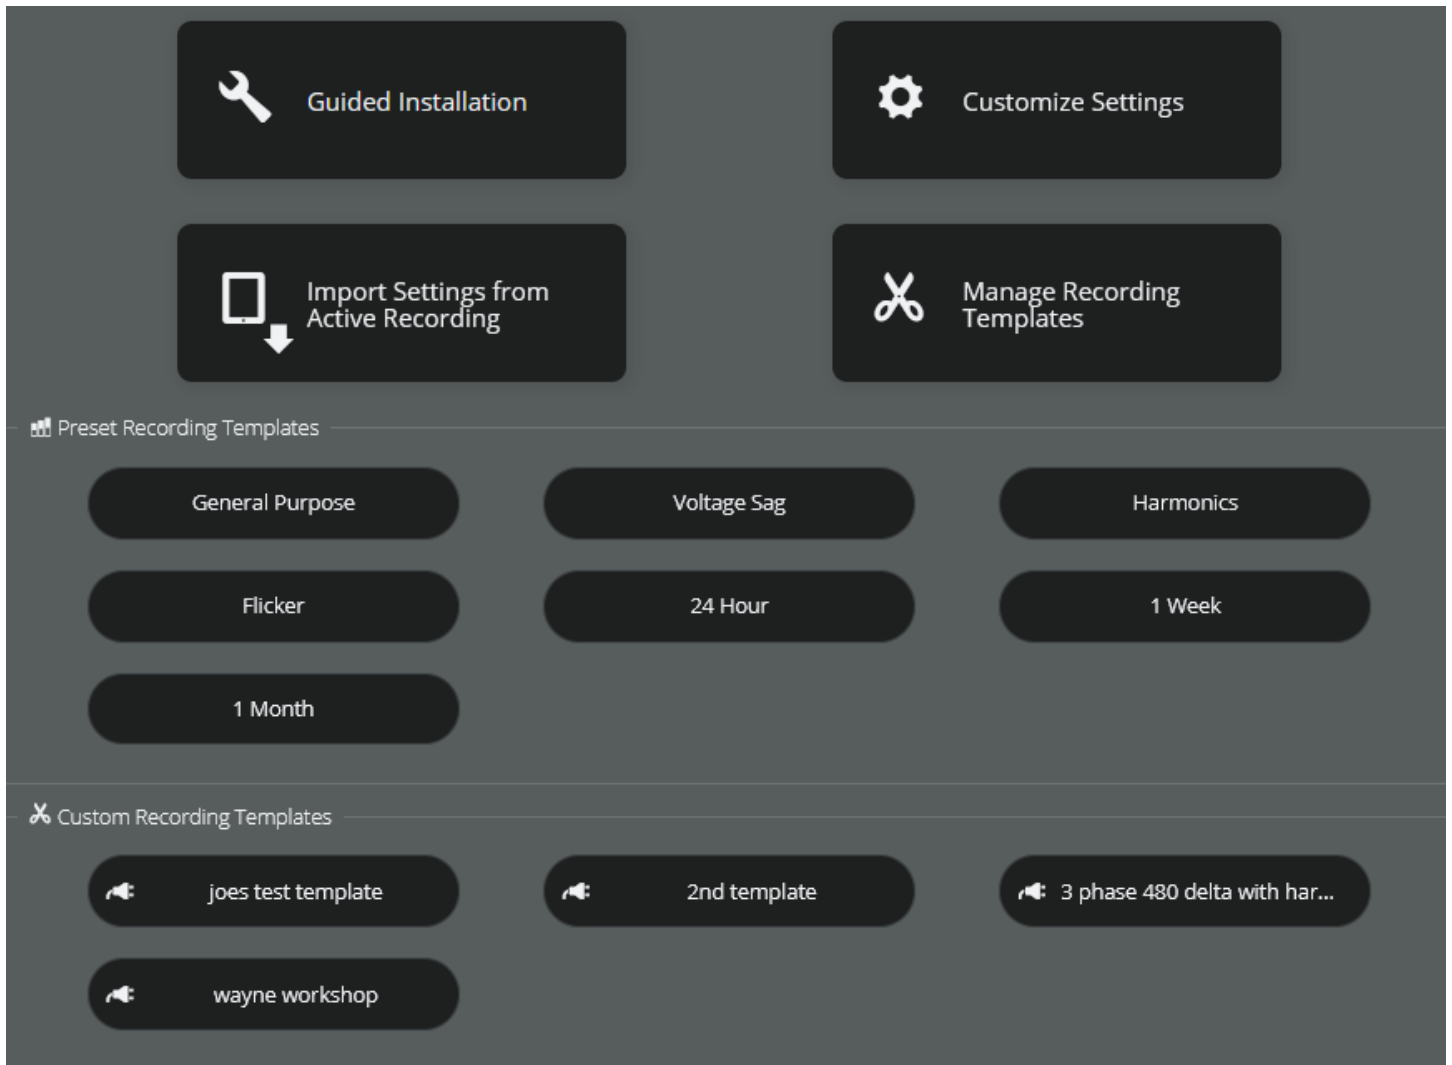 Guided Installation
Customize Settings
Import Settings from
Active Recording
Manage Recording
Templates
Preset Recording Templates
General Purpose
Voltage Sag
Harmonics
Flicker
24 Hour
1 Week
1 Month
Custom Recording Templates
joes test template
2nd template
3 phase 480 delta with har...
wayne workshop